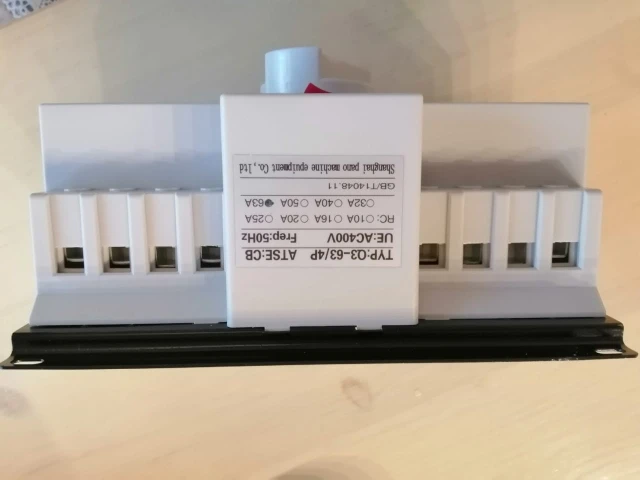 TYP:Q3-63/4P ATSE:CB
UE:AC400V Frep:50Hz
RC:○10A ○16A ○20A ○25A
○32A ○40A ○50A ●63A
GB/T14048.11
Shanghai pano machine epuipment Co.,ltd